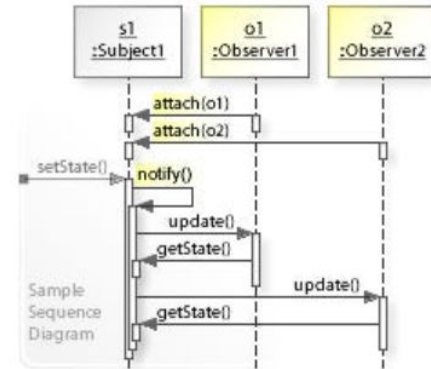 s1
:Subject1
o1
:Observer1
o2
:Observer2
attach(o1)
attach(o2)
setState()
notify()
update()
getState()
update()
getState()
Sample
Sequence
Diagram